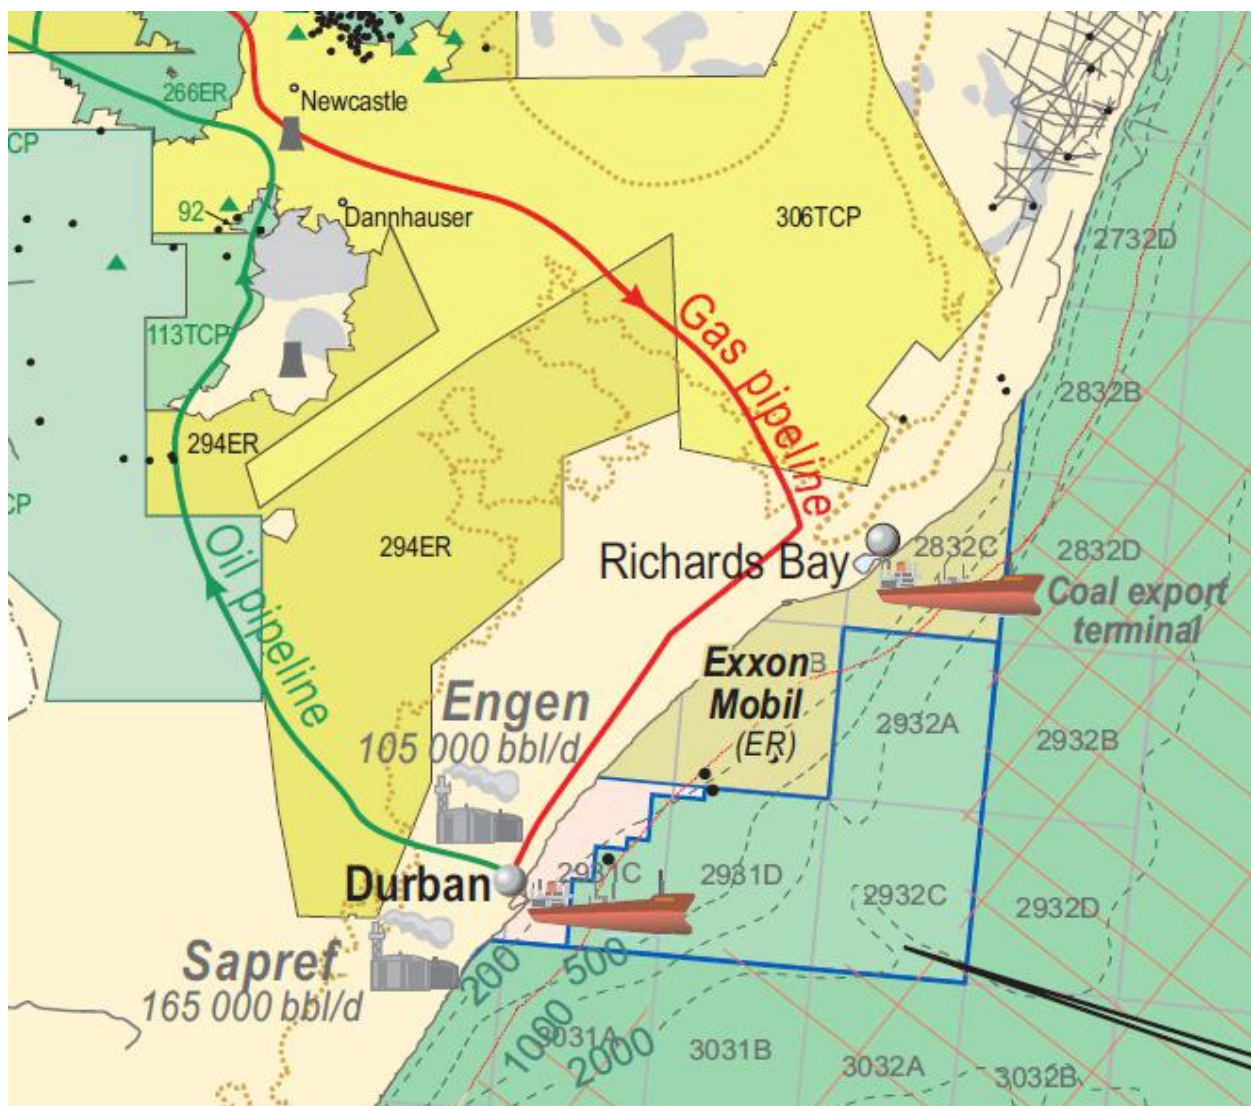 266ER
Newcastle
CP
92
Dannhauser
306TCP
2732D
113TCP
Gas pipeline
2832B
294ER
CP
Oil pipeline
294ER
Richards Bay
2832C
2832D
Coal export
terminal
Exxon
Mobil
(ER)
B
Engen
105 000 bbl/d
2932A
2932B
Durban
2931C
2931D
2932C
2932D
Sapref
165 000 bbl/d
200
500
1000
2000
3031A
3031B
3032A
3032B